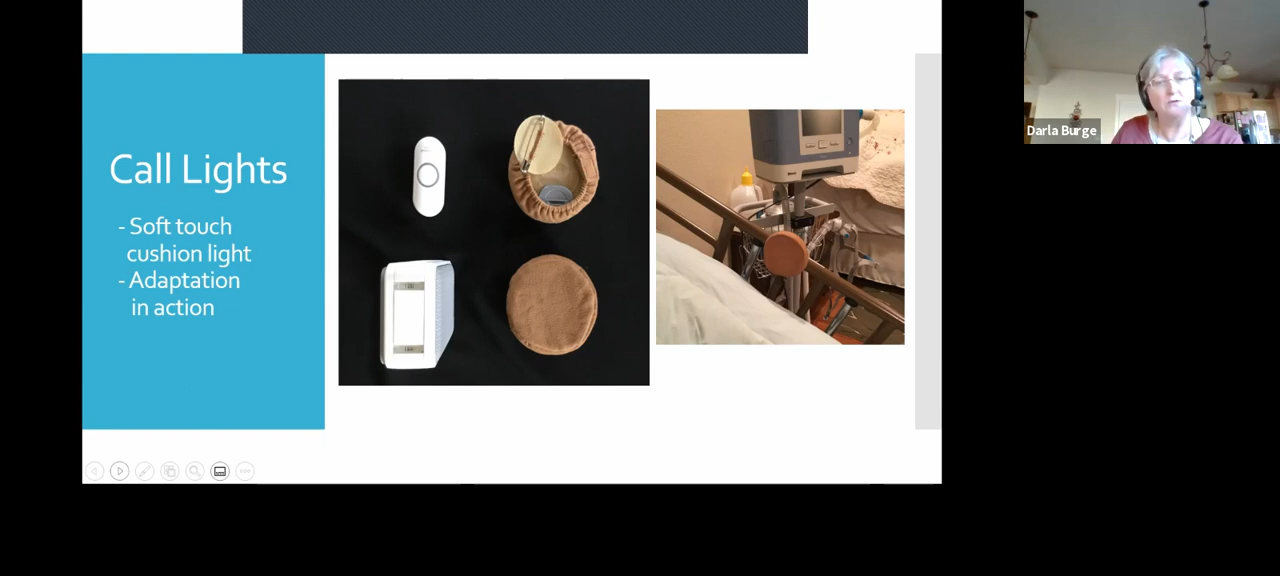 Call Lights
- Soft touch
cushion light
- Adaptation
in action
Darla Burge